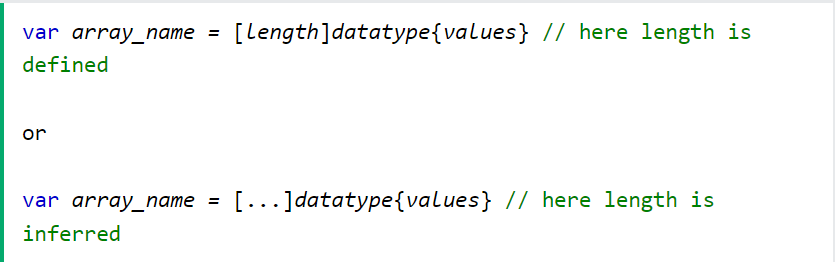 var array_name = [length]datatype{values} // here length is
defined
or
var array_name = [...]datatype{values} // here length is
inferred